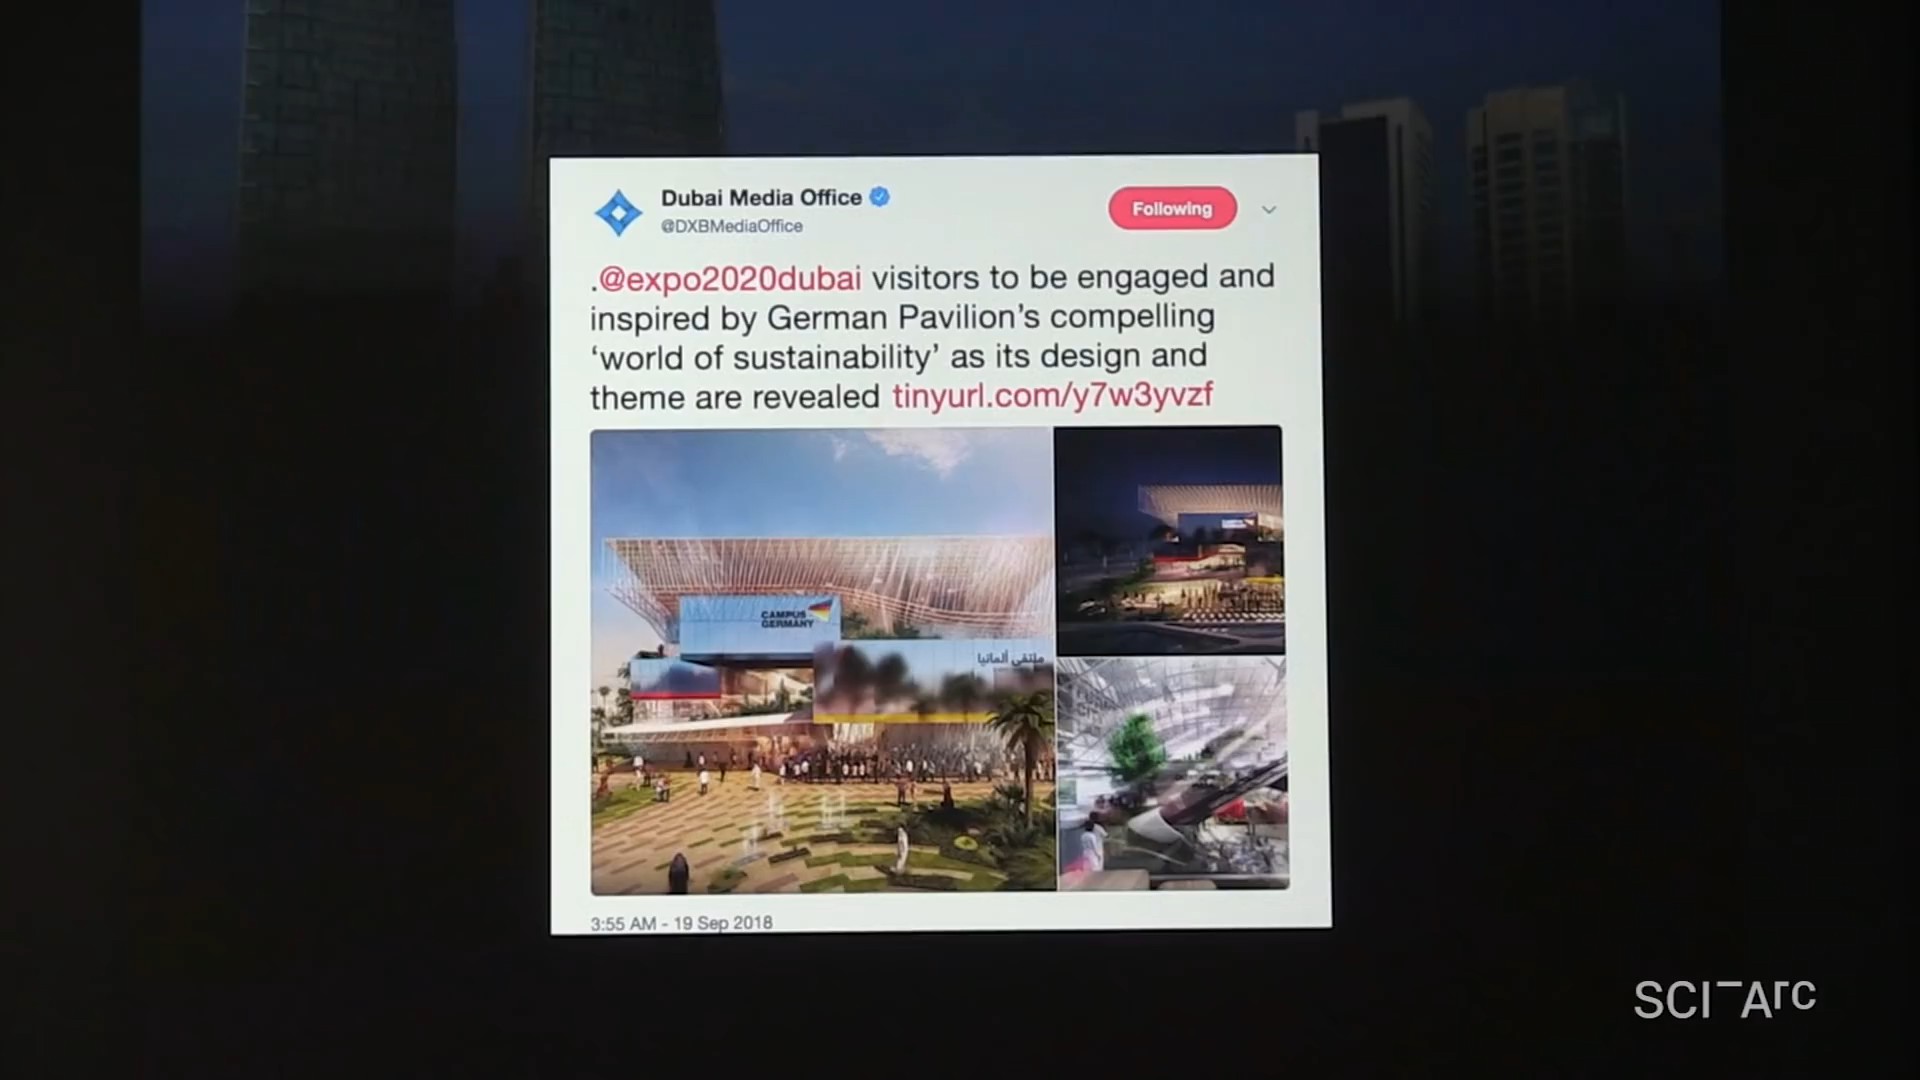 Dubai Media Office
@DXBMediaOffice
Following
.@expo2020dubai visitors to be engaged and
inspired by German Pavilion’s compelling
‘world of sustainability’ as its design and
theme are revealed tinyurl.com/y7w3yvzf
CAMPUS
GERMANY
ملتقى ألمانيا
3:55 AM - 19 Sep 2018
SCI-Arc